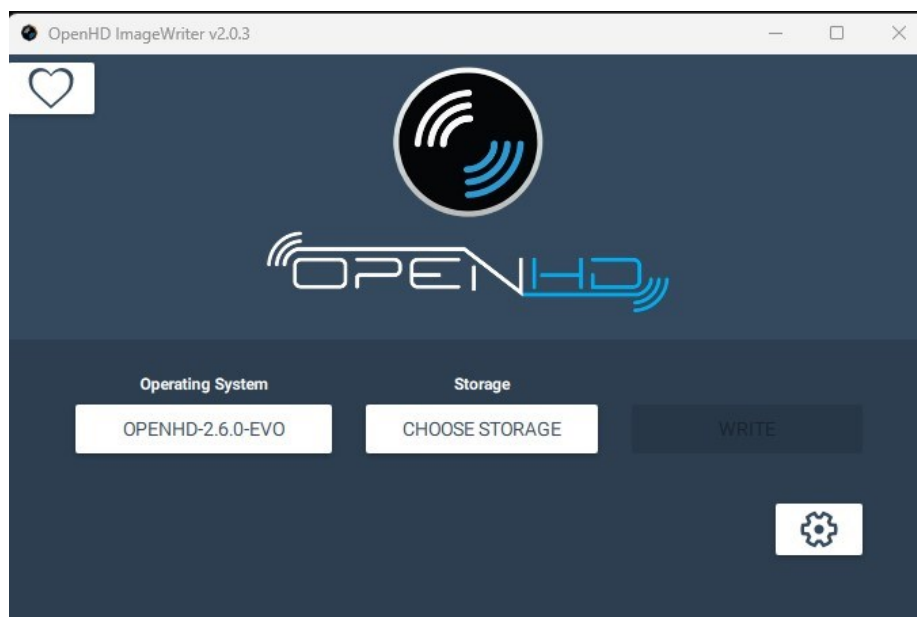 OpenHD ImageWriter v2.0.3
OPENHD
Operating System
Storage
OPENHD-2.6.0-EVO
CHOOSE STORAGE
WRITE